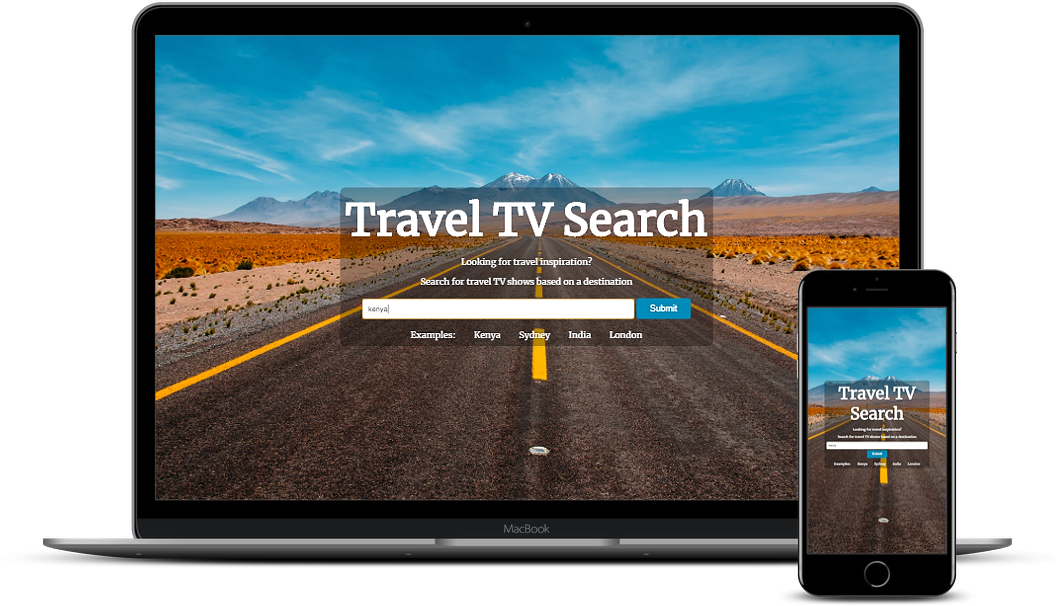 Travel TV Search
Looking for travel inspiration?
Search for travel TV shows based on a destination
kenya
Submit
Examples: Kenya Sydney India London
MacBook
Travel TV
Search
Looking for travel inspiration?
Search for travel TV shows based on a destination
kenya
Submit
Examples: Kenya Sydney India London